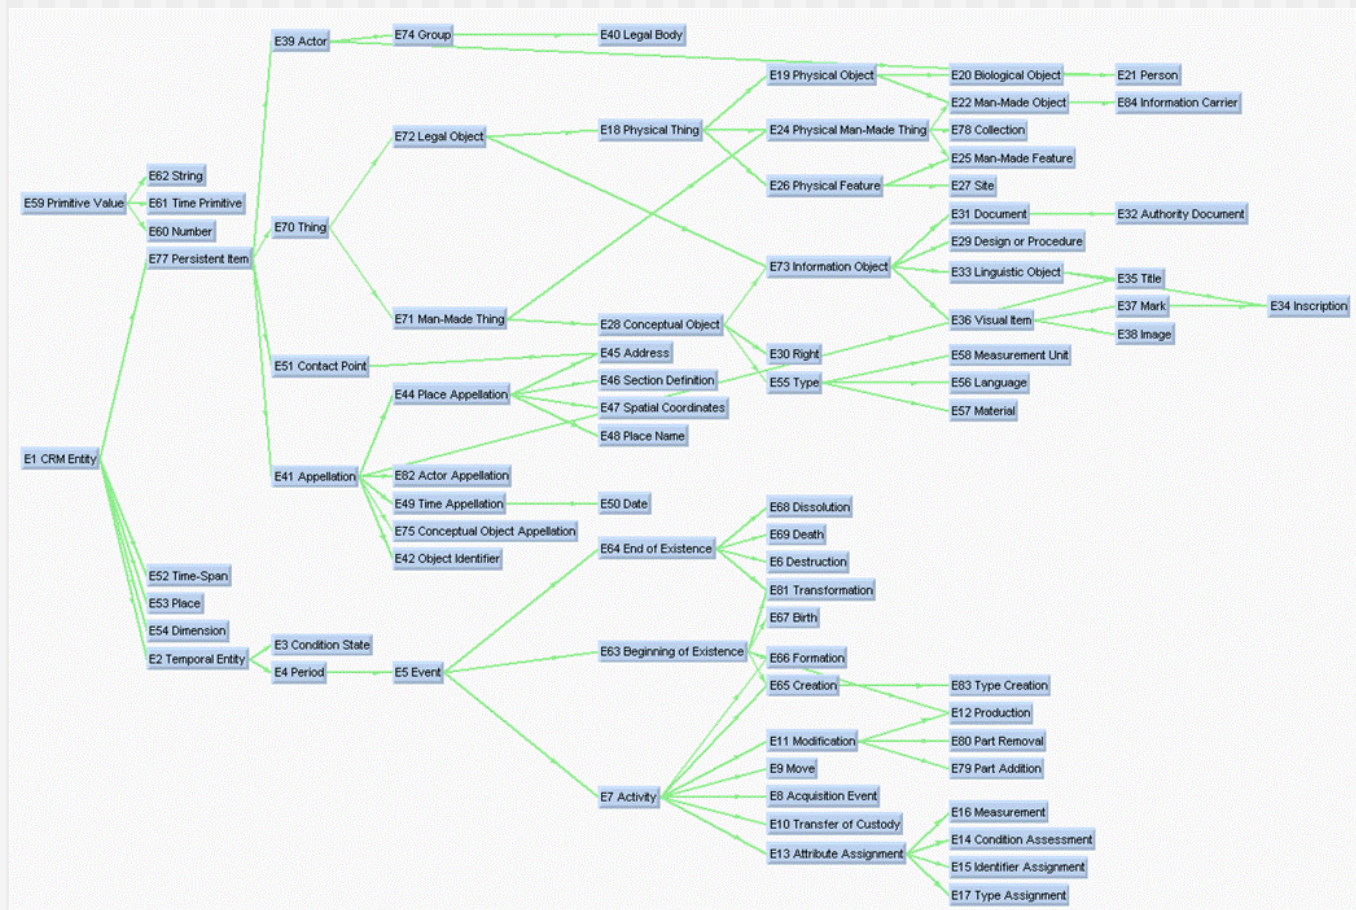 E39 Actor
E74 Group
E40 Legal Body
E19 Physical Object
E20 Biological Object
E21 Person
E22 Man-Made Object
E84 Information Carrier
E72 Legal Object
E18 Physical Thing
E24 Physical Man-Made Thing
E78 Collection
E25 Man-Made Feature
E62 String
E26 Physical Feature
E27 Site
E59 Primitive Value
E61 Time Primitive
E31 Document
E32 Authority Document
E60 Number
E70 Thing
E29 Design or Procedure
E77 Persistent Item
E73 Information Object
E33 Linguistic Object
E35 Title
E37 Mark
E34 Inscription
E71 Man-Made Thing
E28 Conceptual Object
E36 Visual Item
E38 Image
E51 Contact Point
E45 Address
E30 Right
E58 Measurement Unit
E44 Place Appellation
E46 Section Definition
E55 Type
E56 Language
E47 Spatial Coordinates
E57 Material
E48 Place Name
E1 CRM Entity
E41 Appellation
E82 Actor Appellation
E49 Time Appellation
E50 Date
E68 Dissolution
E75 Conceptual Object Appellation
E69 Death
E42 Object Identifier
E64 End of Existence
E6 Destruction
E52 Time-Span
E81 Transformation
E53 Place
E67 Birth
E54 Dimension
E3 Condition State
E63 Beginning of Existence
E66 Formation
E2 Temporal Entity
E4 Period
E5 Event
E65 Creation
E83 Type Creation
E12 Production
E11 Modification
E80 Part Removal
E9 Move
E79 Part Addition
E7 Activity
E8 Acquisition Event
E16 Measurement
E10 Transfer of Custody
E14 Condition Assessment
E13 Attribute Assignment
E15 Identifier Assignment
E17 Type Assignment